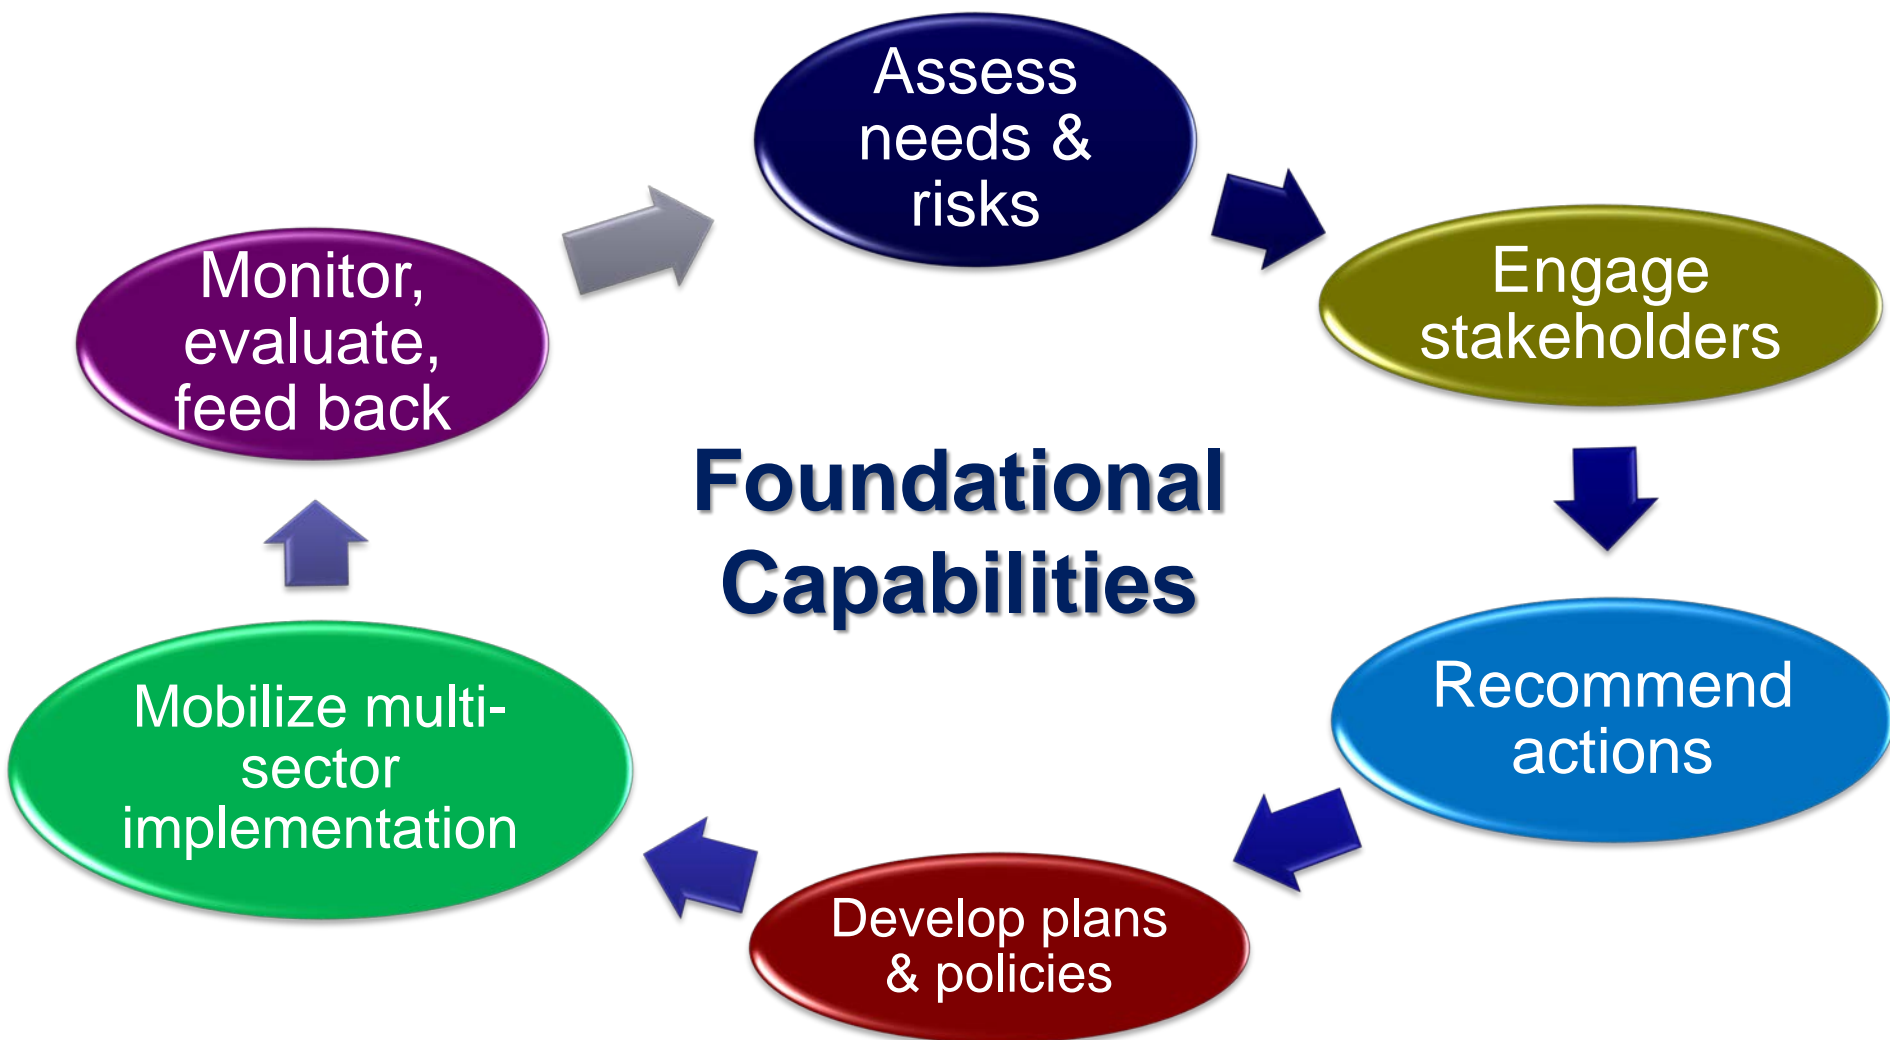 Assess
needs &
risks
Engage
stakeholders
Recommend
actions
Develop plans
& policies
Mobilize multi-
sector
implementation
Monitor,
evaluate,
feed back
Foundational
Capabilities